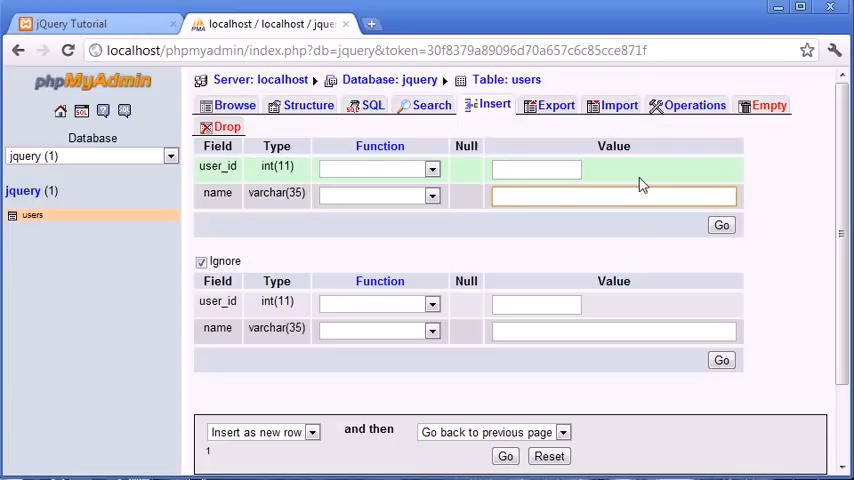 jQuery Tutorial
localhost / localhost / jque
localhost/phpmyadmin/index.php?db=jquery&token=30f8379a89096d70a657c6c85cce871f
phpMyAdmin
Server: localhost Database: jquery Table: users
Browse Structure SQL Search Insert Export Import Operations Empty
Drop
SQL
Database
jquery (1)
jquery (1)
users
Field Type Function Null Value
user_id int(11)
name varchar(35)
Go
Ignore
Field Type Function Null Value
user_id int(11)
name varchar(35)
Go
Insert as new row and then Go back to previous page
1
Go Reset